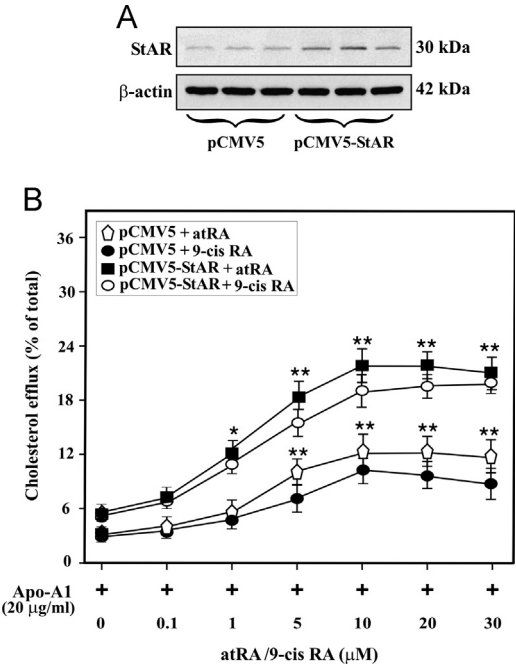 A
StAR
30 kDa
β-actin
42 kDa
pCMV5
pCMV5-StAR
B
Cholesterol efflux (% of total)
36
30
24
18
12
6
0
pCMV5 + atRA
pCMV5 + 9-cis RA
pCMV5-StAR + atRA
pCMV5-StAR + 9-cis RA
* ** ** ** **
** ** ** **
Apo-A1 + + + + + + +
(20 μg/ml)
0 0.1 1 5 10 20 30
atRA/9-cis RA (μM)